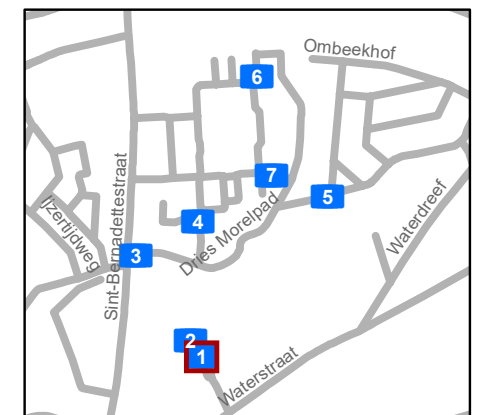 Ombeekhof
6
7
5
Ijzertijdweg
Sint-Bernadettestraat
4
Dries Morelpad
Waterdreef
3
2
1
Waterstraat